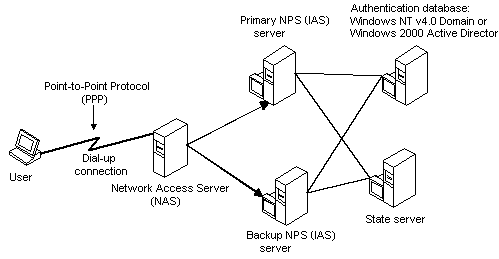 Authentication database:
Windows NT v4.0 Domain or
Windows 2000 Active Director
Primary NPS (IAS)
server
Point-to-Point Protocol
(PPP)
User
Dial-up
connection
Network Access Server
(NAS)
Backup NPS (IAS)
server
State server